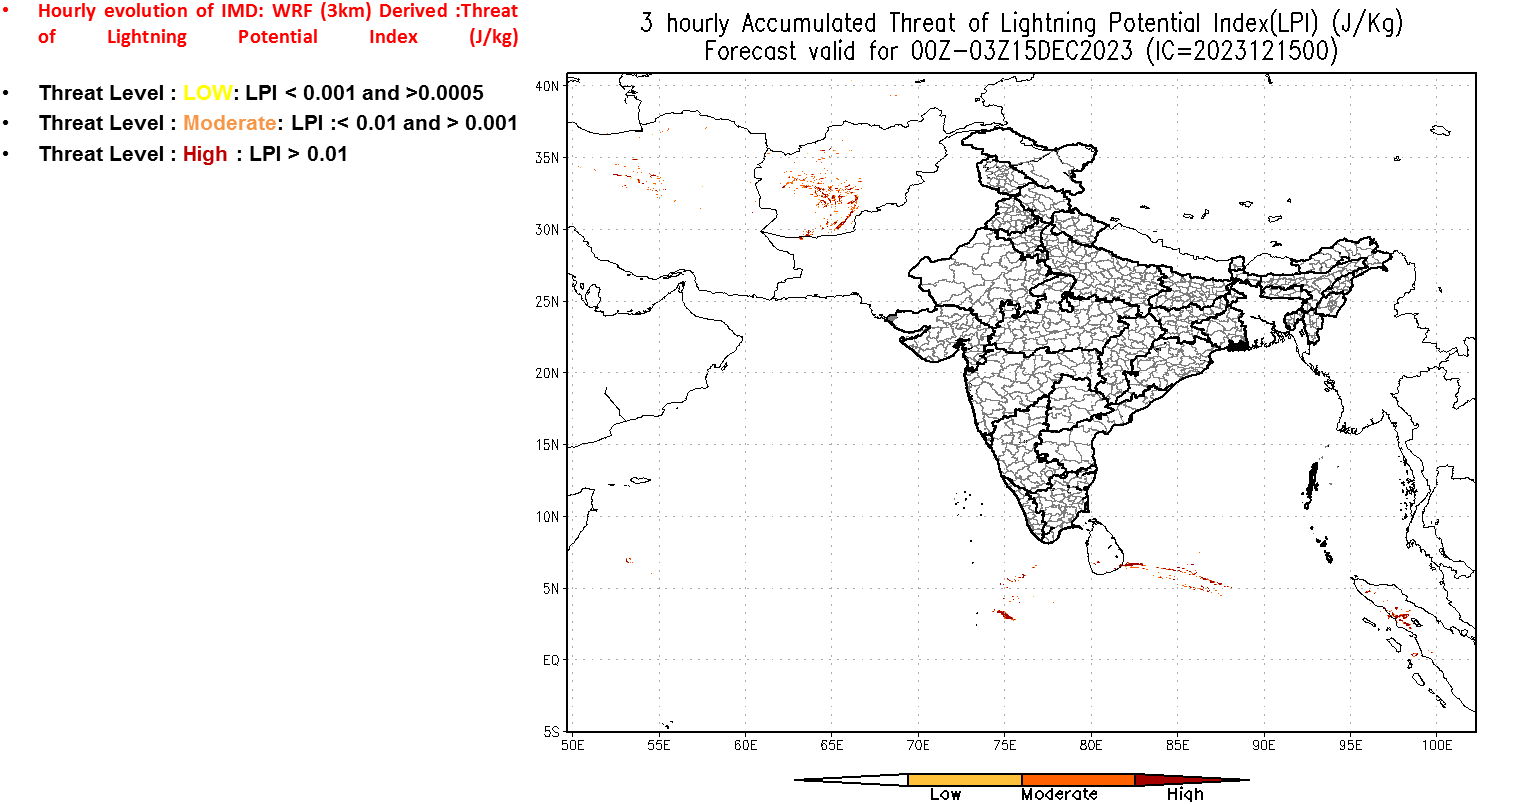 • Hourly evolution of IMD: WRF (3km) Derived :Threat
of Lightning Potential Index (J/kg)
• Threat Level : LOW: LPI < 0.001 and >0.0005
• Threat Level : Moderate: LPI :< 0.01 and > 0.001
• Threat Level : High : LPI > 0.01
3 hourly Accumulated Threat of Lightning Potential Index(LPI) (J/Kg)
Forecast valid for 00Z-03Z15DEC2023 (IC=2023121500)
40N
35N
30N
25N
20N
15N
10N
5N
EQ
5S
50E 55E 60E 65E 70E 75E 80E 85E 90E 95E 100E
Low Moderate High